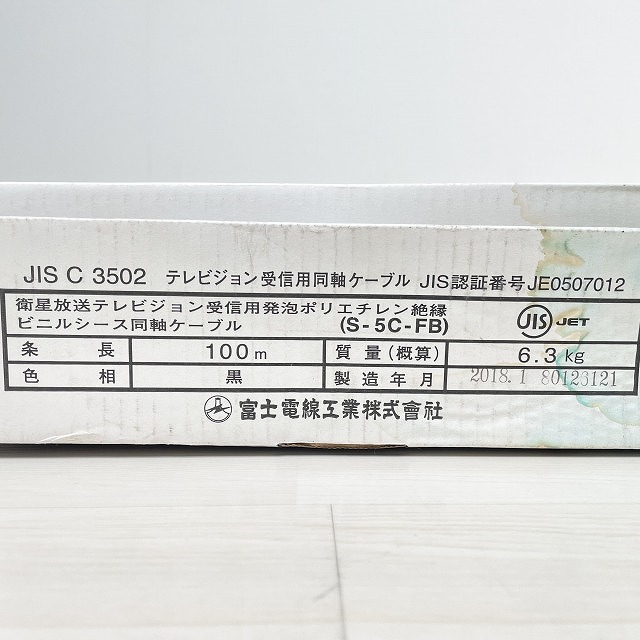 JIS C 3502 テレビジョン受信用同軸ケーブル JIS認証番号JE0507012
衛星放送テレビジョン受信用発泡ポリエチレン絶縁
ビニルシース同軸ケーブル (S-5C-FB) JIS JET
条長 100m 質量(概算) 6.3kg
色相 黒 製造年月 2018.1 80123121
富士電線工業株式會社